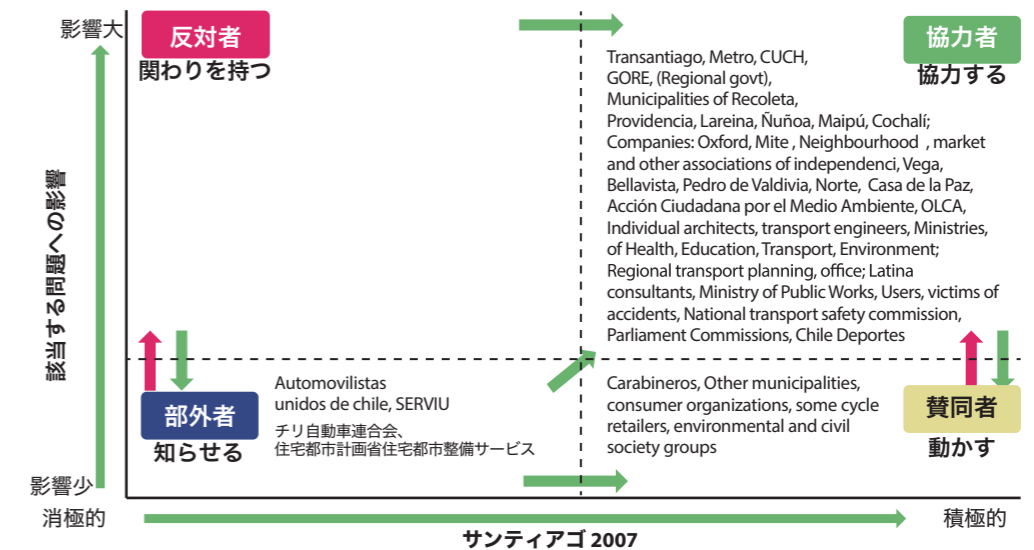 影響大
反対者
関わりを持つ
協力者
協力する
Transantiago, Metro, CUCH,
GORE, (Regional govt),
Municipalities of Recoleta,
Providencia, Lareina, Ñuñoa, Maipú, Cochalí;
Companies: Oxford, Mite , Neighbourhood , market
and other associations of independenci, Vega,
Bellavista, Pedro de Valdivia, Norte, Casa de la Paz,
Acción Ciudadana por el Medio Ambiente, OLCA,
Individual architects, transport engineers, Ministries,
of Health, Education, Transport, Environment;
Regional transport planning, office; Latina
consultants, Ministry of Public Works, Users, victims of
accidents, National transport safety commission,
Parliament Commissions, Chile Deportes
該当する問題への影響
部外者
知らせる
Automovilistas
unidos de chile, SERVIU
チリ自動車連合会、
住宅都市計画省住宅都市整備サービス
Carabineros, Other municipalities,
consumer organizations, some cycle
retailers, environmental and civil
society groups
賛同者
動かす
影響少
消極的
積極的
サンティアゴ 2007